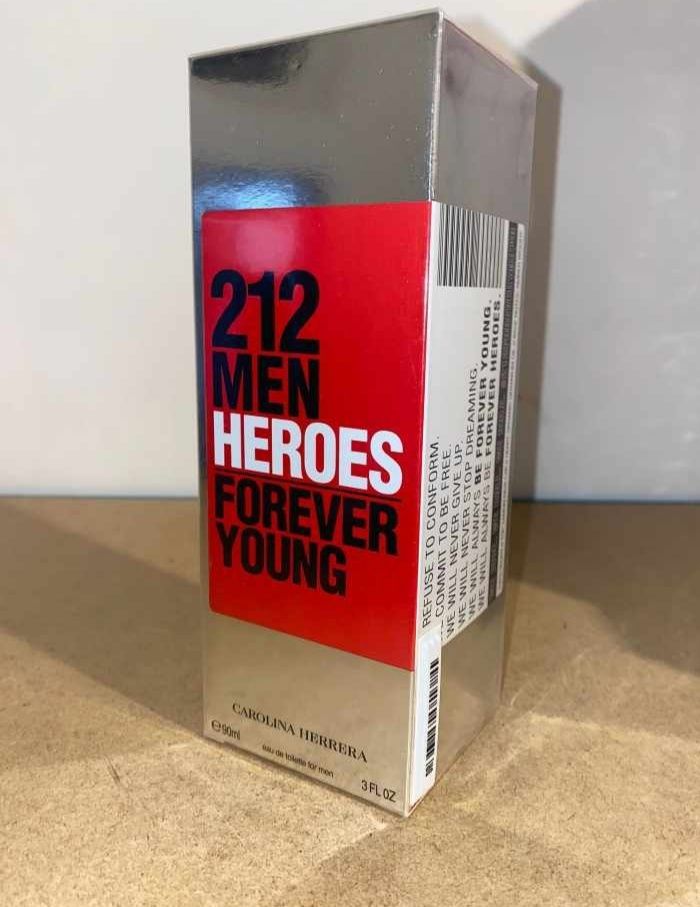 212
MEN
HEROES
FOREVER
YOUNG
CAROLINA HERRERA
℮90ml
eau de toilette for men
3 FL OZ
REFUSE TO CONFORM.
— COMMIT TO BE FREE.
WE WILL NEVER GIVE UP.
WE WILL NEVER STOP DREAMING.
WE WILL ALWAYS BE FOREVER YOUNG.
WE WILL ALWAYS BE FOREVER HEROES.